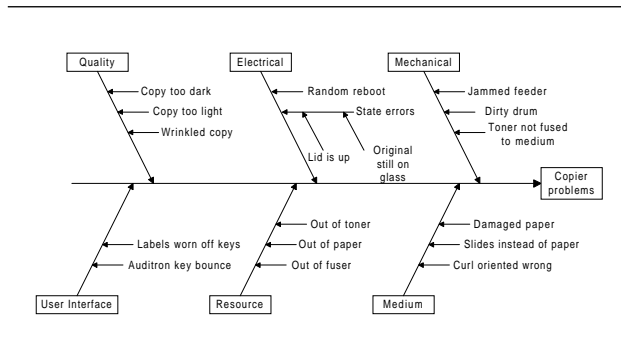 Quality
Electrical
Mechanical
Copy too dark
Random reboot
Jammed feeder
Copy too light
State errors
Dirty drum
Wrinkled copy
Toner not fused
to medium
Lid is up
Original
still on
glass
Copier
problems
Out of toner
Damaged paper
Labels worn off keys
Out of paper
Slides instead of paper
Auditron key bounce
Out of fuser
Curl oriented wrong
User Interface
Resource
Medium